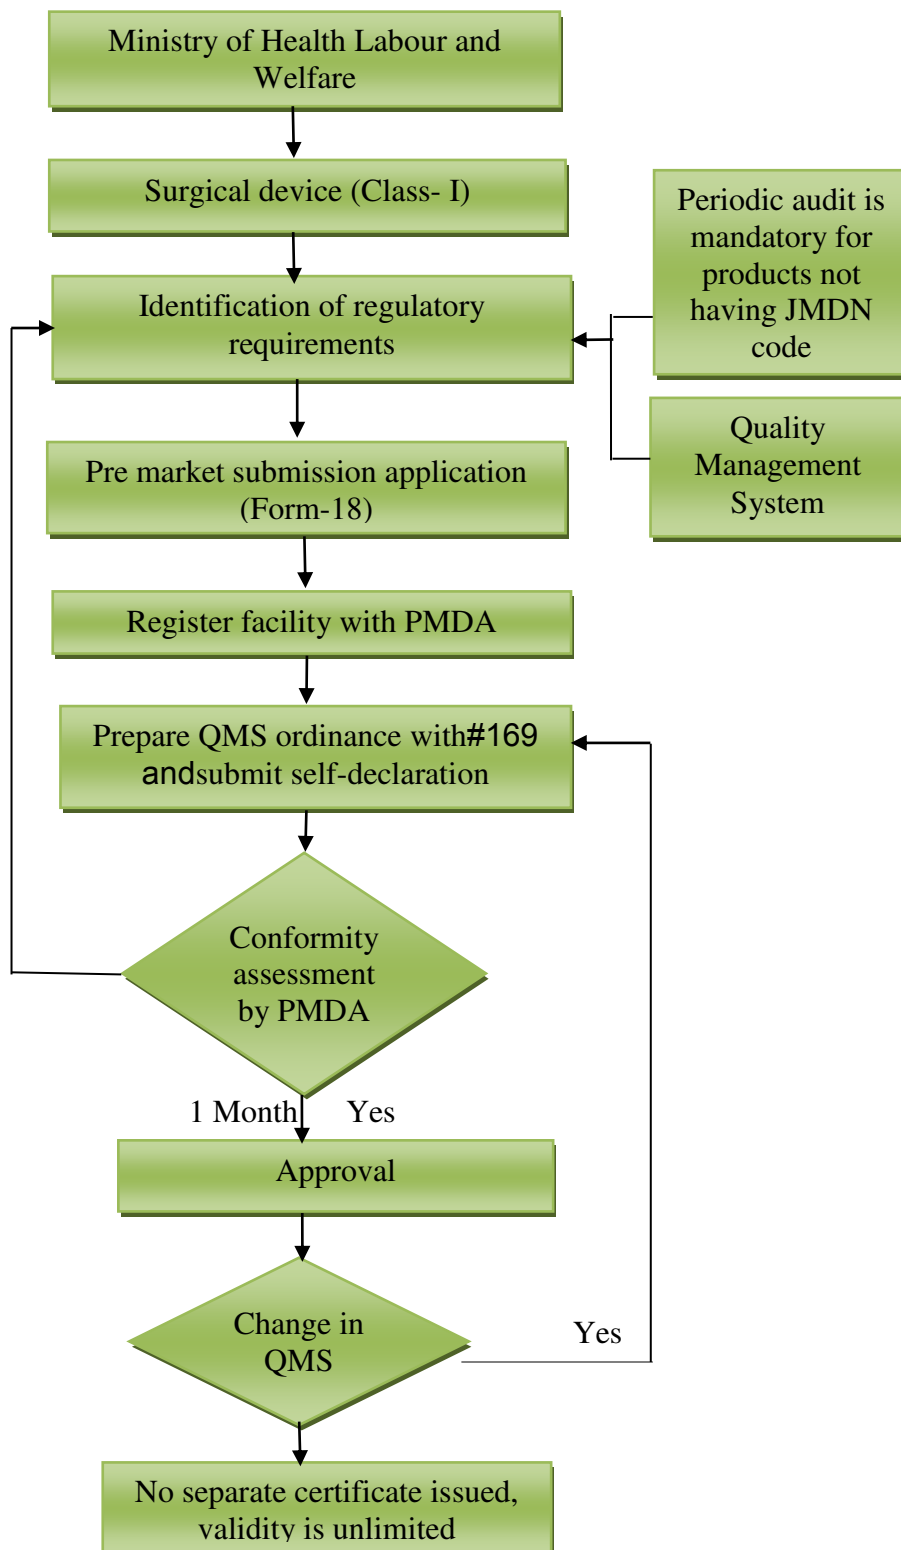 Ministry of Health Labour and
Welfare
Surgical device (Class- I)
Periodic audit is
mandatory for
products not
having JMDN
code
Identification of regulatory
requirements
Quality
Management
System
Pre market submission application
(Form-18)
Register facility with PMDA
Prepare QMS ordinance with#169
andsubmit self-declaration
Conformity
assessment
by PMDA
1 Month Yes
Approval
Change in
QMS
Yes
No separate certificate issued,
validity is unlimited